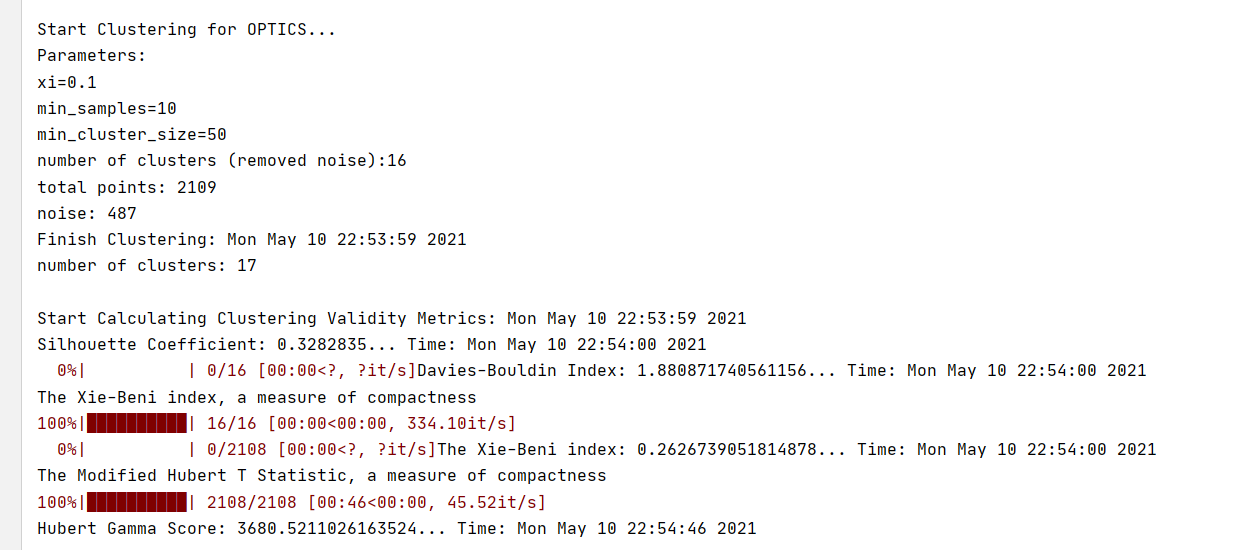 Start Clustering for OPTICS...
Parameters:
xi=0.1
min_samples=10
min_cluster_size=50
number of clusters (removed noise):16
total points: 2109
noise: 487
Finish Clustering: Mon May 10 22:53:59 2021
number of clusters: 17
Start Calculating Clustering Validity Metrics: Mon May 10 22:53:59 2021
Silhouette Coefficient: 0.3282835... Time: Mon May 10 22:54:00 2021
  0%|          | 0/16 [00:00<?, ?it/s]Davies-Bouldin Index: 1.880871740561156... Time: Mon May 10 22:54:00 2021
The Xie-Beni index, a measure of compactness
100%|██████████| 16/16 [00:00<00:00, 334.10it/s]
  0%|          | 0/2108 [00:00<?, ?it/s]The Xie-Beni index: 0.2626739051814878... Time: Mon May 10 22:54:00 2021
The Modified Hubert T Statistic, a measure of compactness
100%|██████████| 2108/2108 [00:46<00:00, 45.52it/s]
Hubert Gamma Score: 3680.5211026163524... Time: Mon May 10 22:54:46 2021